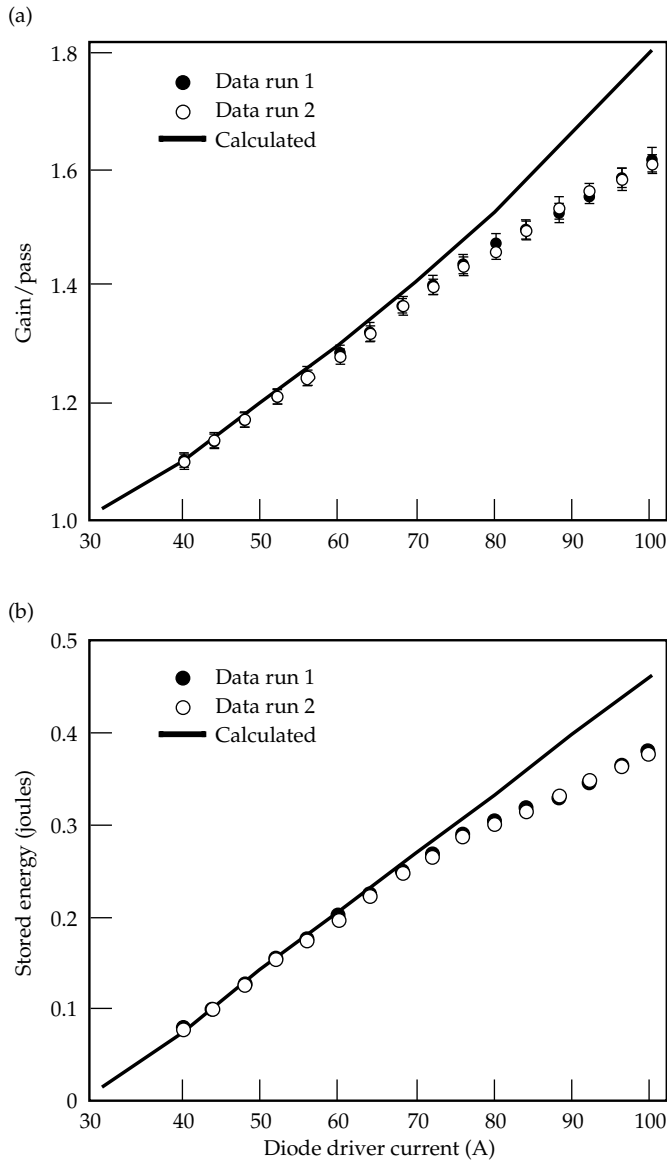 (a)
1.8
Data run 1
Data run 2
Calculated
1.6
Gain/pass
1.4
1.2
1.0
30 40 50 60 70 80 90 100
(b)
0.5
Data run 1
Data run 2
Calculated
0.4
Stored energy (joules)
0.3
0.2
0.1
0
30 40 50 60 70 80 90 100
Diode driver current (A)